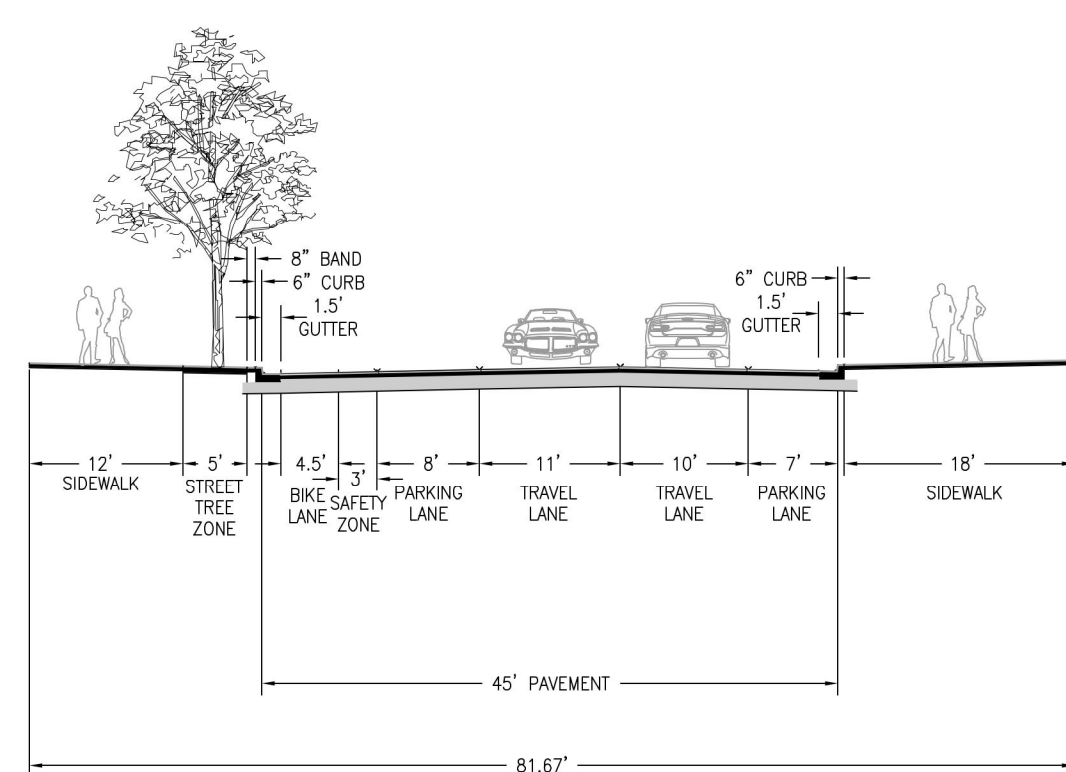 8" BAND
6" CURB
1.5'
GUTTER
6" CURB
1.5'
GUTTER
12'
SIDEWALK
5'
STREET
TREE
ZONE
4.5'
BIKE
LANE
3'
SAFETY
ZONE
8'
PARKING
LANE
11'
TRAVEL
LANE
10'
TRAVEL
LANE
7'
PARKING
LANE
18'
SIDEWALK
45' PAVEMENT
81.67'